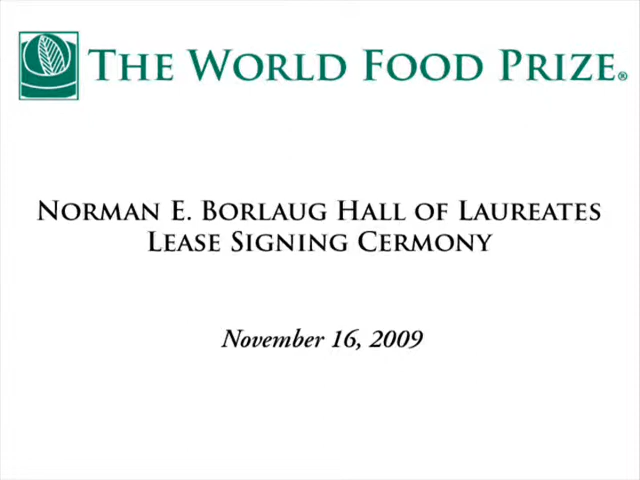 The World Food Prize®
Norman E. Borlaug Hall of Laureates
Lease Signing Cermony
November 16, 2009